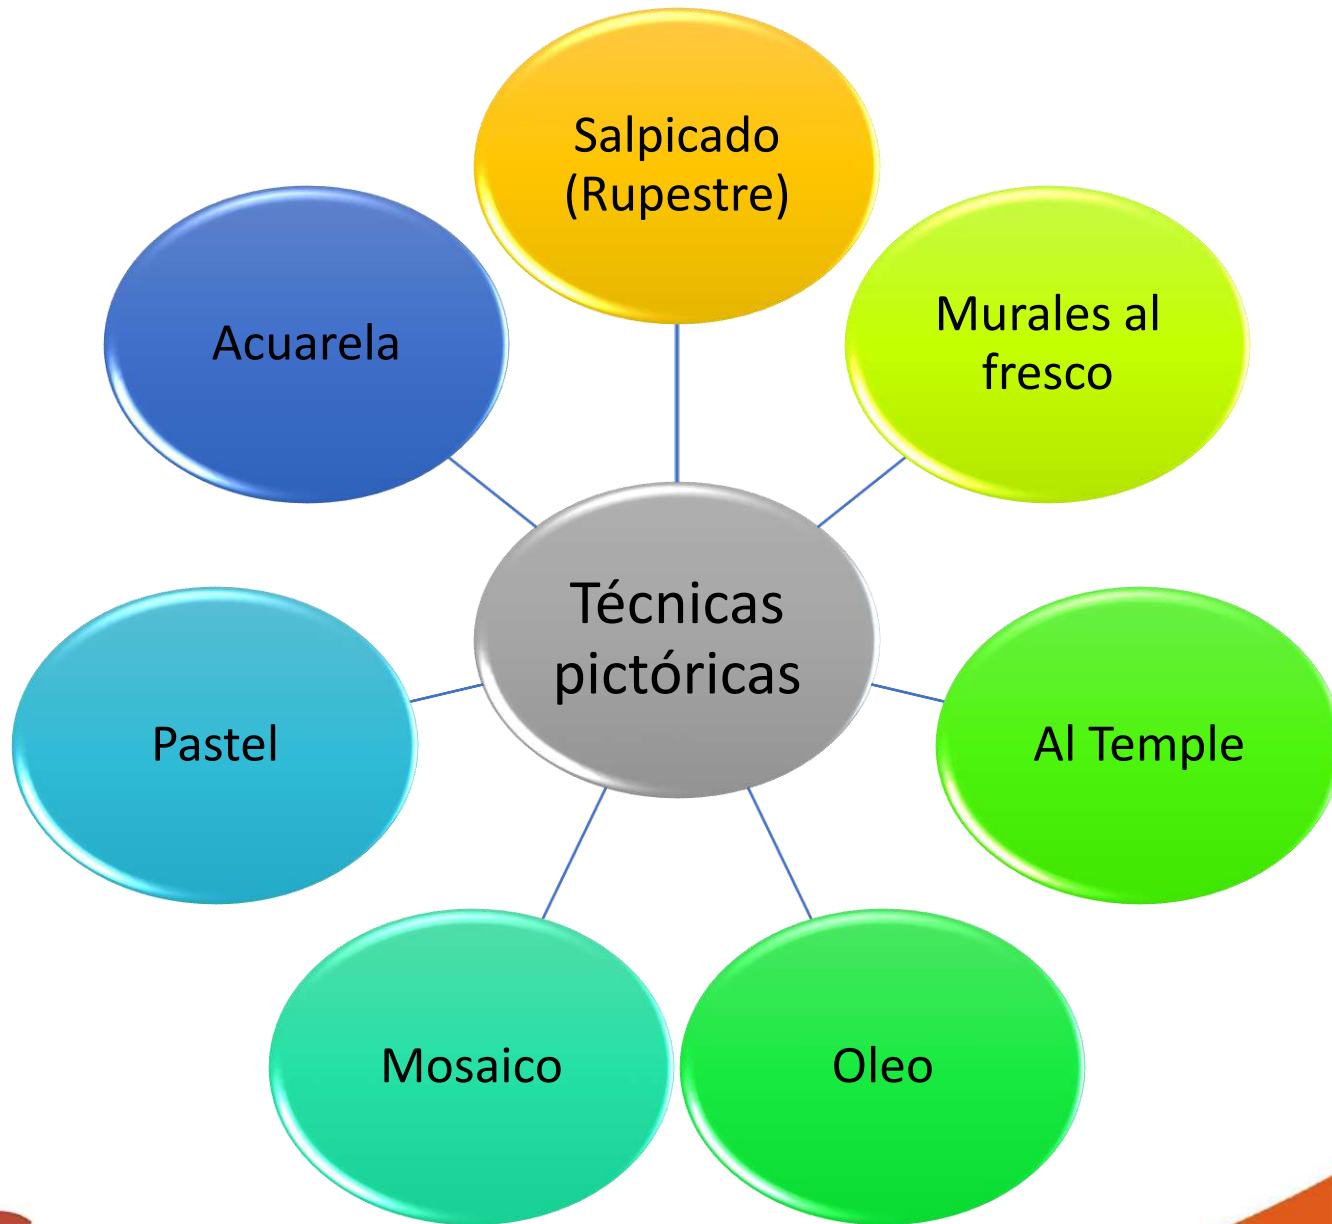 Salpicado
(Rupestre)
Murales al
fresco
Acuarela
Técnicas
pictóricas
Al Temple
Pastel
Oleo
Mosaico